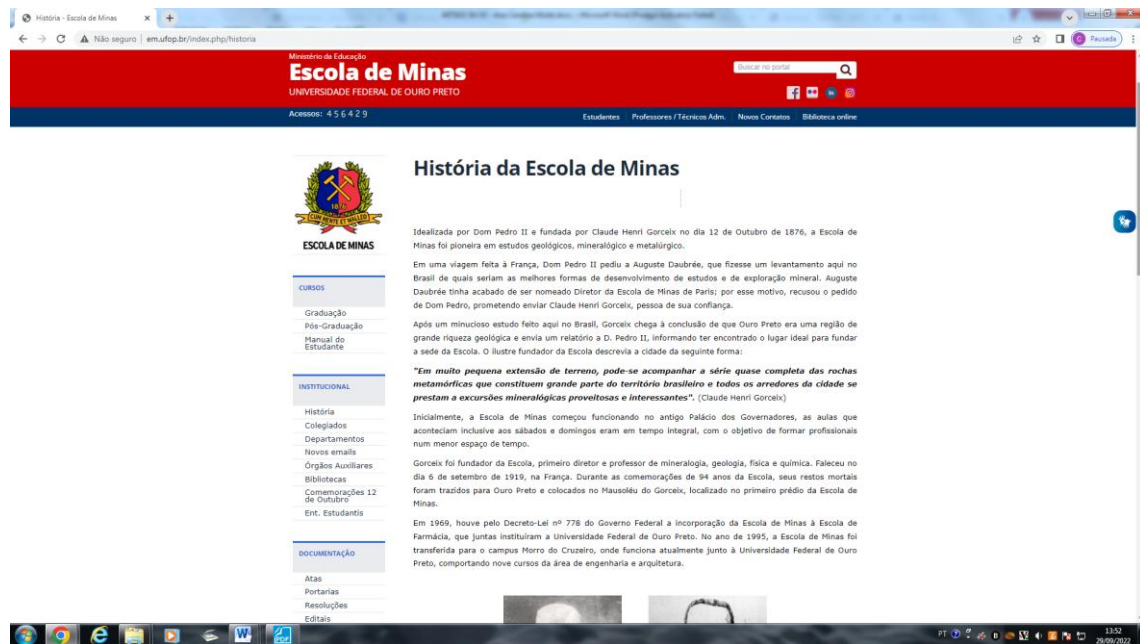 História - Escola de Minas
Não seguro | em.ufop.br/index.php/historia
Pausada
Ministério da Educação
Escola de Minas
UNIVERSIDADE FEDERAL DE OURO PRETO
Buscar no portal
Acessos: 4 5 6 4 2 9
Estudantes Professores / Técnicos Adm. Novos Contatos Biblioteca online
1876
CUM MENTE ET MALLEO
ESCOLA DE MINAS
CURSOS
Graduação
Pós-Graduação
Manual do
Estudante
INSTITUCIONAL
História
Colegiados
Departamentos
Novos emails
Órgãos Auxiliares
Bibliotecas
Comemorações 12
de Outubro
Ent. Estudantis
DOCUMENTAÇÃO
Atas
Portarias
Resoluções
Editais
História da Escola de Minas
Idealizada por Dom Pedro II e fundada por Claude Henri Gorceix no dia 12 de Outubro de 1876, a Escola de
Minas foi pioneira em estudos geológicos, mineralógico e metalúrgico.
Em uma viagem feita à França, Dom Pedro II pediu a Auguste Daubrée, que fizesse um levantamento aqui no
Brasil de quais seriam as melhores formas de desenvolvimento de estudos e de exploração mineral. Auguste
Daubrée tinha acabado de ser nomeado Diretor da Escola de Minas de Paris; por esse motivo, recusou o pedido
de Dom Pedro, prometendo enviar Claude Henri Gorceix, pessoa de sua confiança.
Após um minucioso estudo feito aqui no Brasil, Gorceix chega à conclusão de que Ouro Preto era uma região de
grande riqueza geológica e envia um relatório a D. Pedro II, informando ter encontrado o lugar ideal para fundar
a sede da Escola. O ilustre fundador da Escola descrevia a cidade da seguinte forma:
"Em muito pequena extensão de terreno, pode-se acompanhar a série quase completa das rochas
metamórficas que constituem grande parte do território brasileiro e todos os arredores da cidade se
prestam a excursões mineralógicas proveitosas e interessantes". (Claude Henri Gorceix)
Inicialmente, a Escola de Minas começou funcionando no antigo Palácio dos Governadores, as aulas que
aconteciam inclusive aos sábados e domingos eram em tempo integral, com o objetivo de formar profissionais
num menor espaço de tempo.
Gorceix foi fundador da Escola, primeiro diretor e professor de mineralogia, geologia, física e química. Faleceu no
dia 6 de setembro de 1919, na França. Durante as comemorações de 94 anos da Escola, seus restos mortais
foram trazidos para Ouro Preto e colocados no Mausoléu do Gorceix, localizado no primeiro prédio da Escola de
Minas.
Em 1969, houve pelo Decreto-Lei nº 778 do Governo Federal a incorporação da Escola de Minas à Escola de
Farmácia, que juntas instituíram a Universidade Federal de Ouro Preto. No ano de 1995, a Escola de Minas foi
transferida para o campus Morro do Cruzeiro, onde funciona atualmente junto à Universidade Federal de Ouro
Preto, comportando nove cursos da área de engenharia e arquitetura.
PT
13:52
29/09/2022